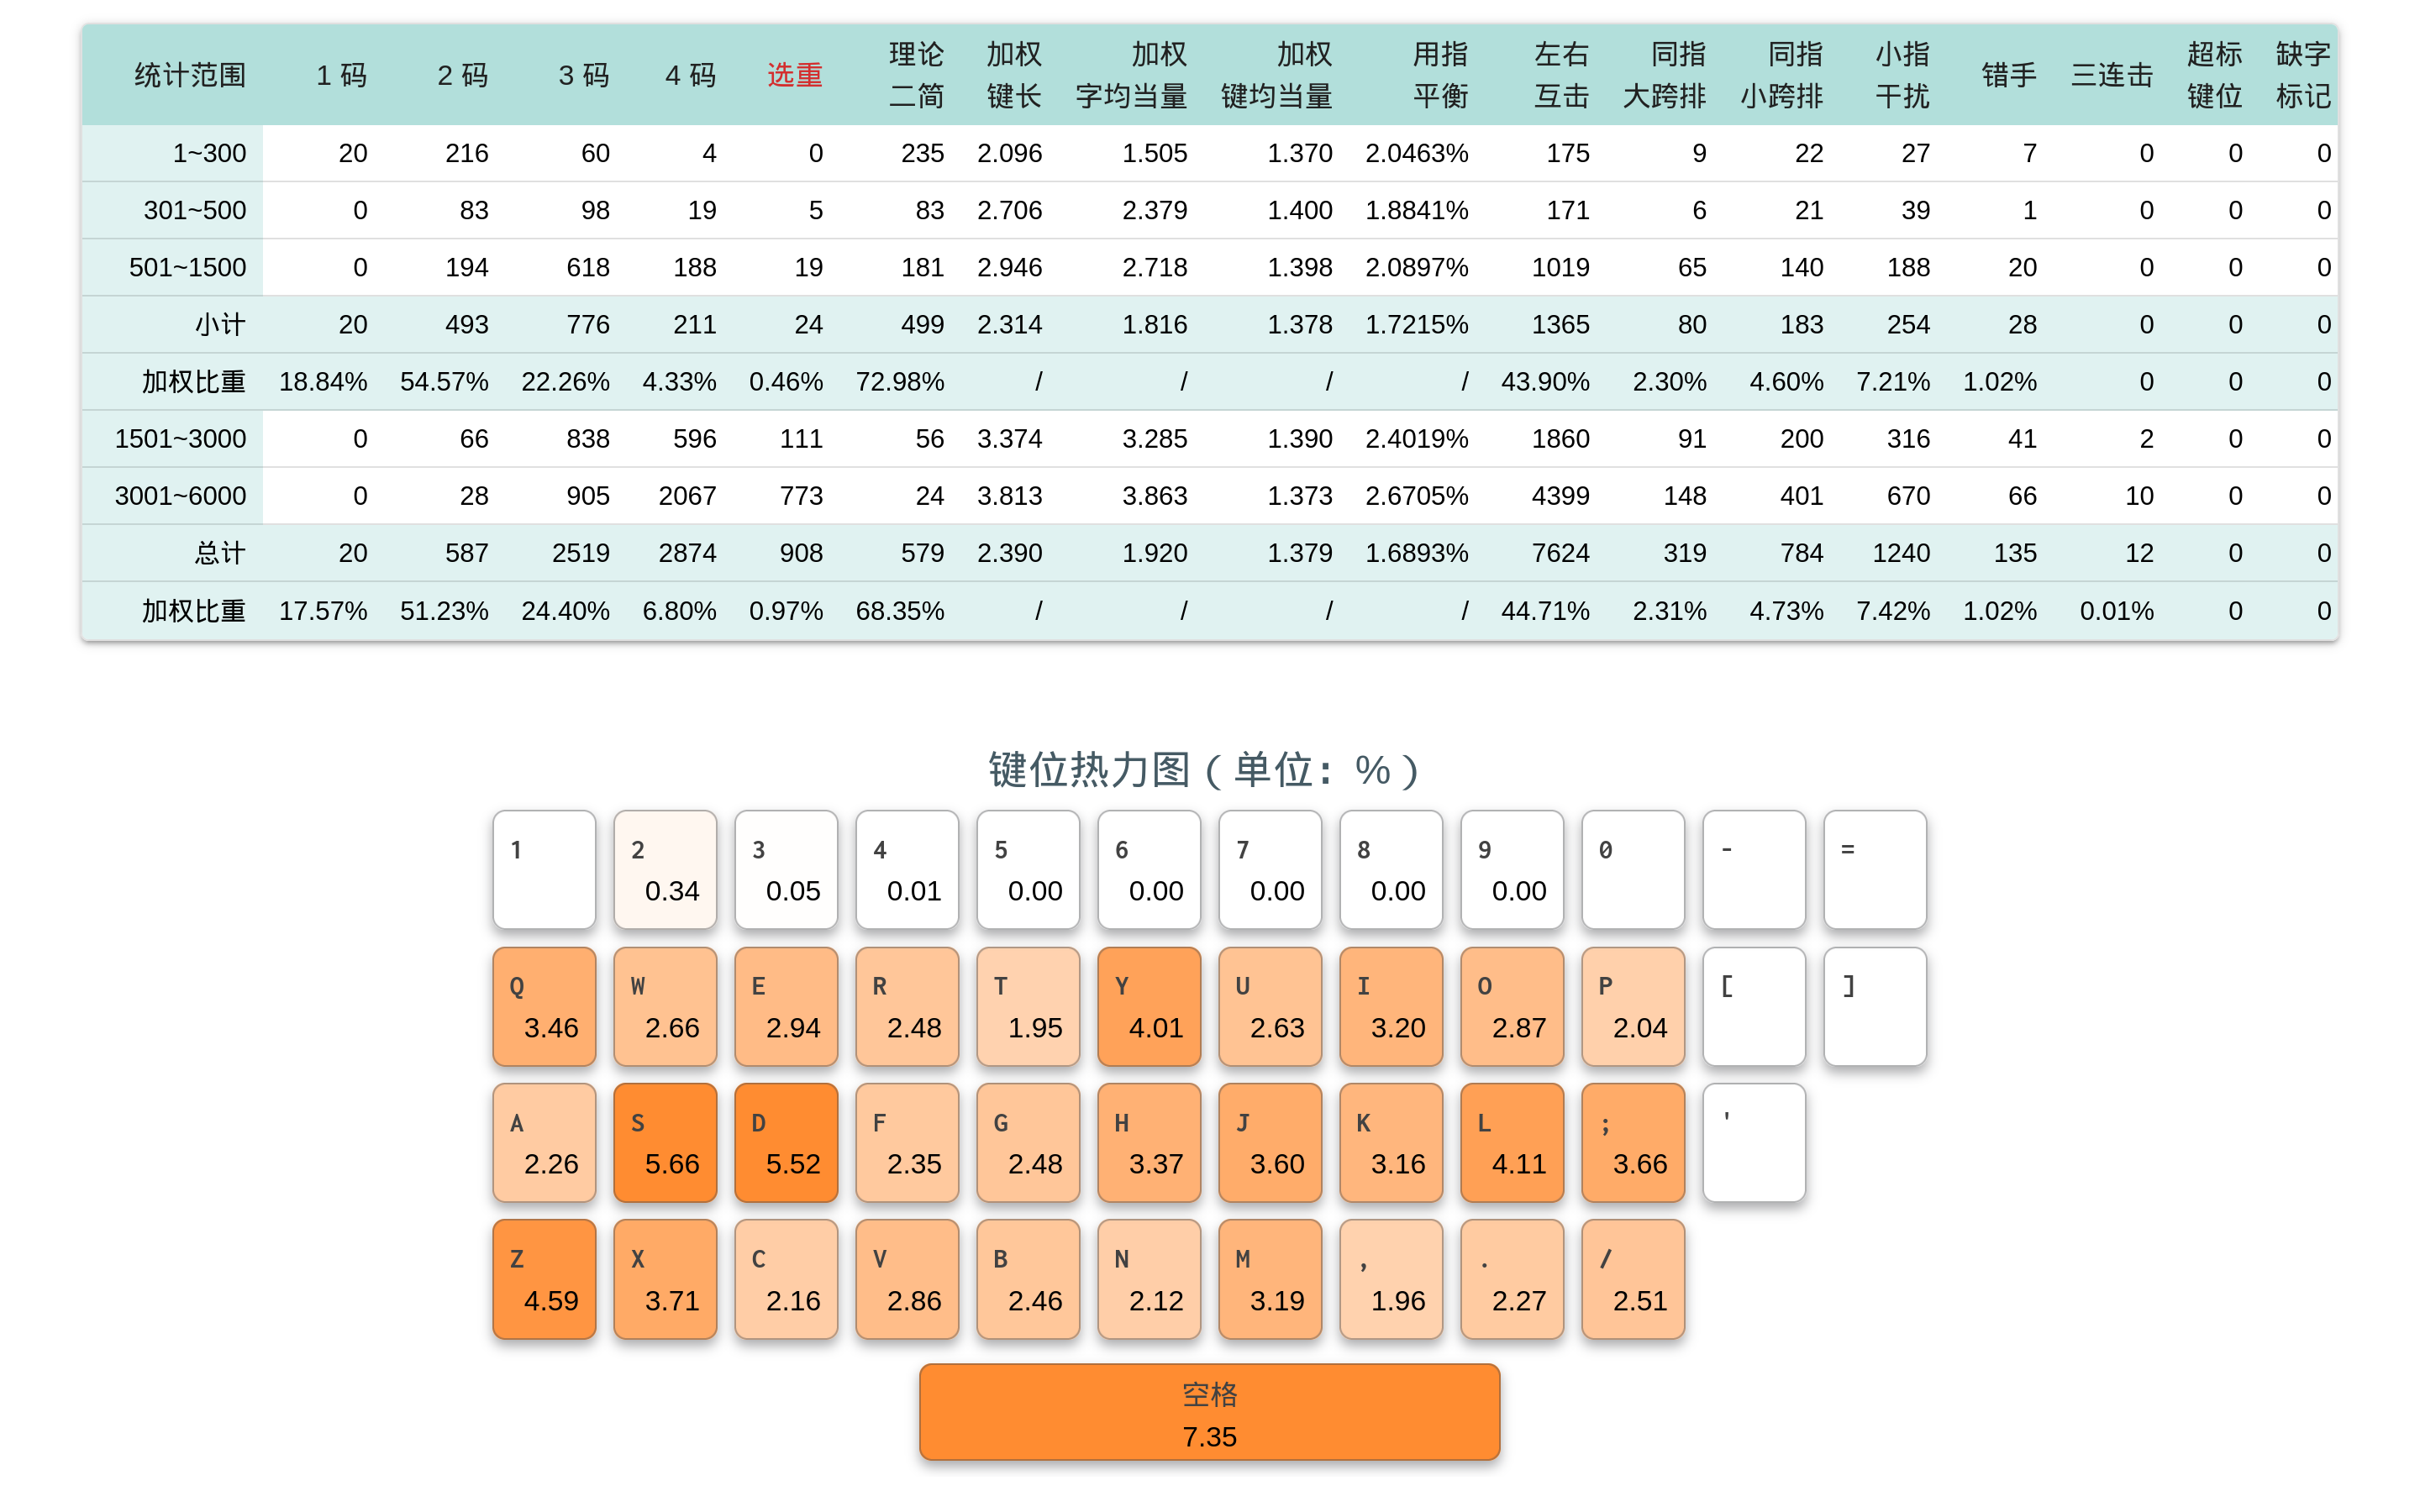 统计范围 1 码 2 码 3 码 4 码 选重 理论二简 加权键长 加权字均当量 加权键均当量 用指平衡 左右互击 同指大跨排 同指小跨排 小指干扰 错手 三连击 超标键位 缺字标记
1~300 20 216 60 4 0 235 2.096 1.505 1.370 2.0463% 175 9 22 27 7 0 0 0
301~500 0 83 98 19 5 83 2.706 2.379 1.400 1.8841% 171 6 21 39 1 0 0 0
501~1500 0 194 618 188 19 181 2.946 2.718 1.398 2.0897% 1019 65 140 188 20 0 0 0
小计 20 493 776 211 24 499 2.314 1.816 1.378 1.7215% 1365 80 183 254 28 0 0 0
加权比重 18.84% 54.57% 22.26% 4.33% 0.46% 72.98% / / / / 43.90% 2.30% 4.60% 7.21% 1.02% 0 0 0
1501~3000 0 66 838 596 111 56 3.374 3.285 1.390 2.4019% 1860 91 200 316 41 2 0 0
3001~6000 0 28 905 2067 773 24 3.813 3.863 1.373 2.6705% 4399 148 401 670 66 10 0 0
总计 20 587 2519 2874 908 579 2.390 1.920 1.379 1.6893% 7624 319 784 1240 135 12 0 0
加权比重 17.57% 51.23% 24.40% 6.80% 0.97% 68.35% / / / / 44.71% 2.31% 4.73% 7.42% 1.02% 0.01% 0 0
键位热力图（单位：%）
1 2 3 4 5 6 7 8 9 0 - =
0.34 0.05 0.01 0.00 0.00 0.00 0.00 0.00
Q W E R T Y U I O P [ ]
3.46 2.66 2.94 2.48 1.95 4.01 2.63 3.20 2.87 2.04
A S D F G H J K L ; '
2.26 5.66 5.52 2.35 2.48 3.37 3.60 3.16 4.11 3.66
Z X C V B N M , . /
4.59 3.71 2.16 2.86 2.46 2.12 3.19 1.96 2.27 2.51
空格
7.35